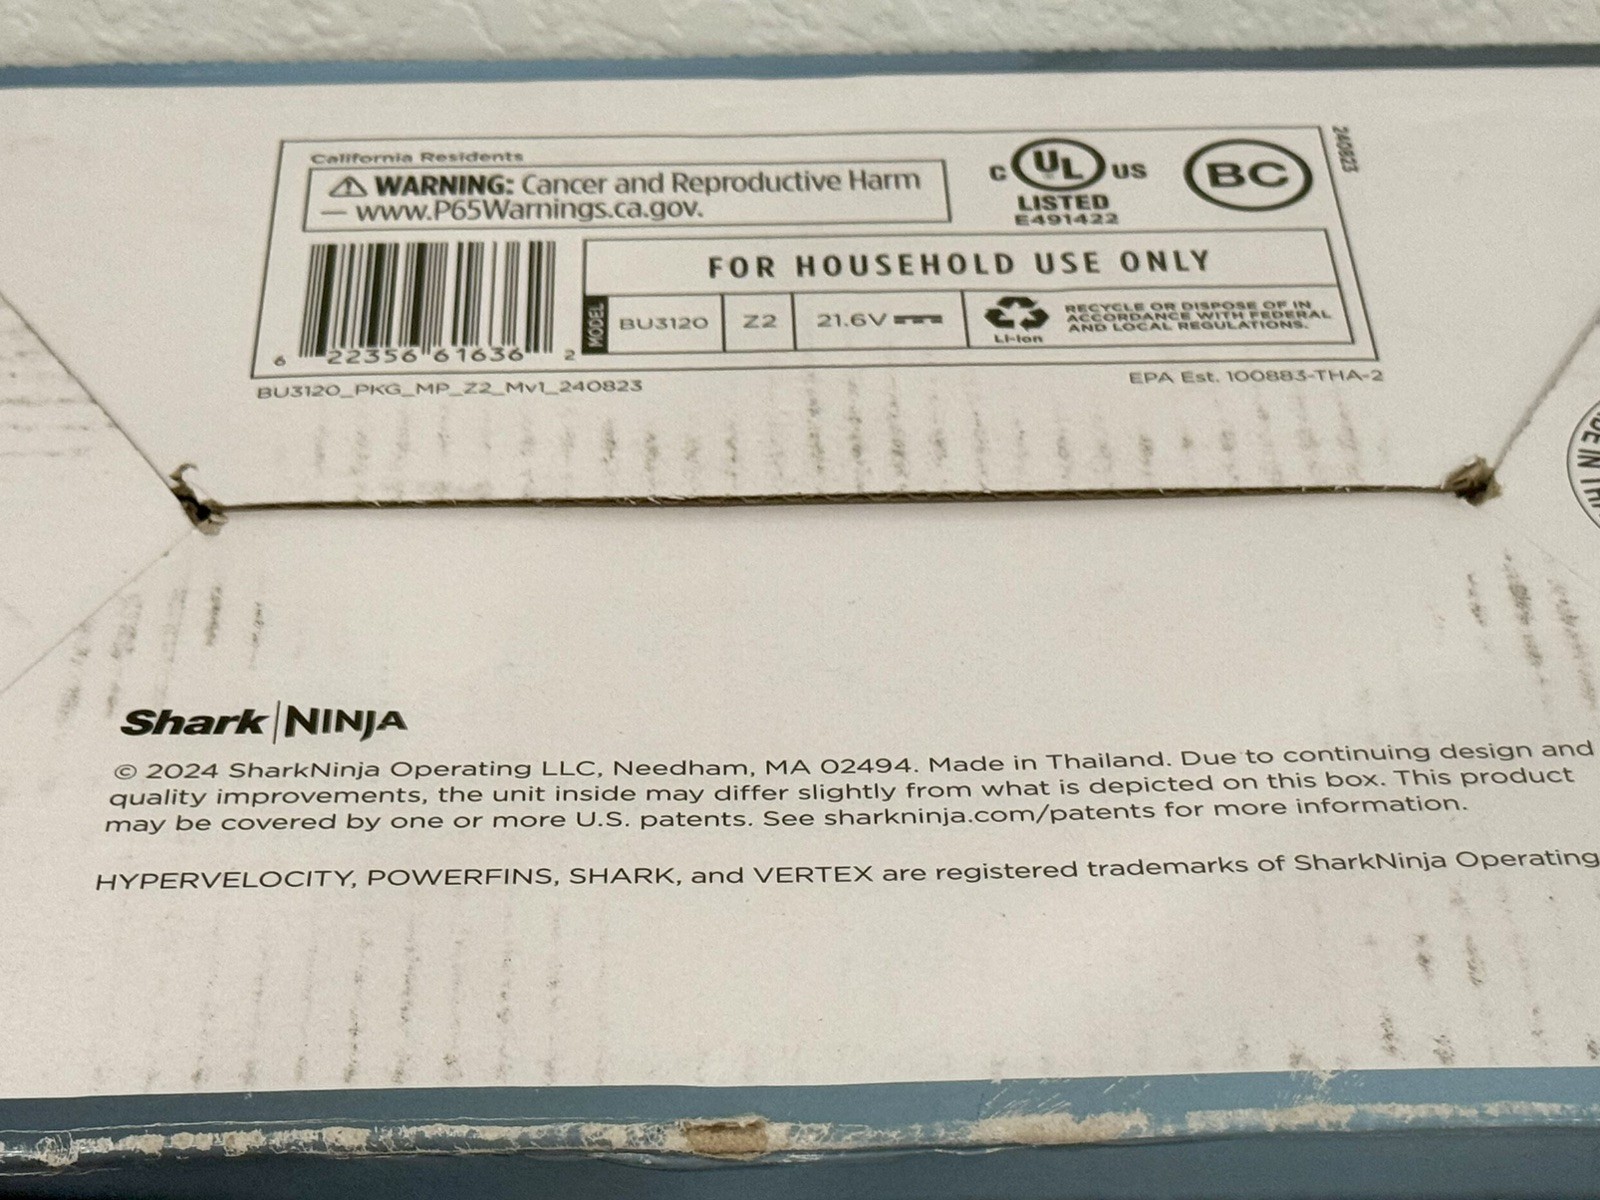 California Residents
⚠ WARNING: Cancer and Reproductive Harm
— www.P65Warnings.ca.gov.
C UL US
LISTED
E491422
BC
240823
FOR HOUSEHOLD USE ONLY
MODEL BU3120 Z2 21.6V
Li-Ion
RECYCLE OR DISPOSE OF IN
ACCORDANCE WITH FEDERAL
AND LOCAL REGULATIONS.
6 22356 61636 2
BU3120_PKG_MP_Z2_Mv1_240823
EPA Est. 100883-THA-2
Shark|NINJA
© 2024 SharkNinja Operating LLC, Needham, MA 02494. Made in Thailand. Due to continuing design and
quality improvements, the unit inside may differ slightly from what is depicted on this box. This product
may be covered by one or more U.S. patents. See sharkninja.com/patents for more information.
HYPERVELOCITY, POWERFINS, SHARK, and VERTEX are registered trademarks of SharkNinja Operating